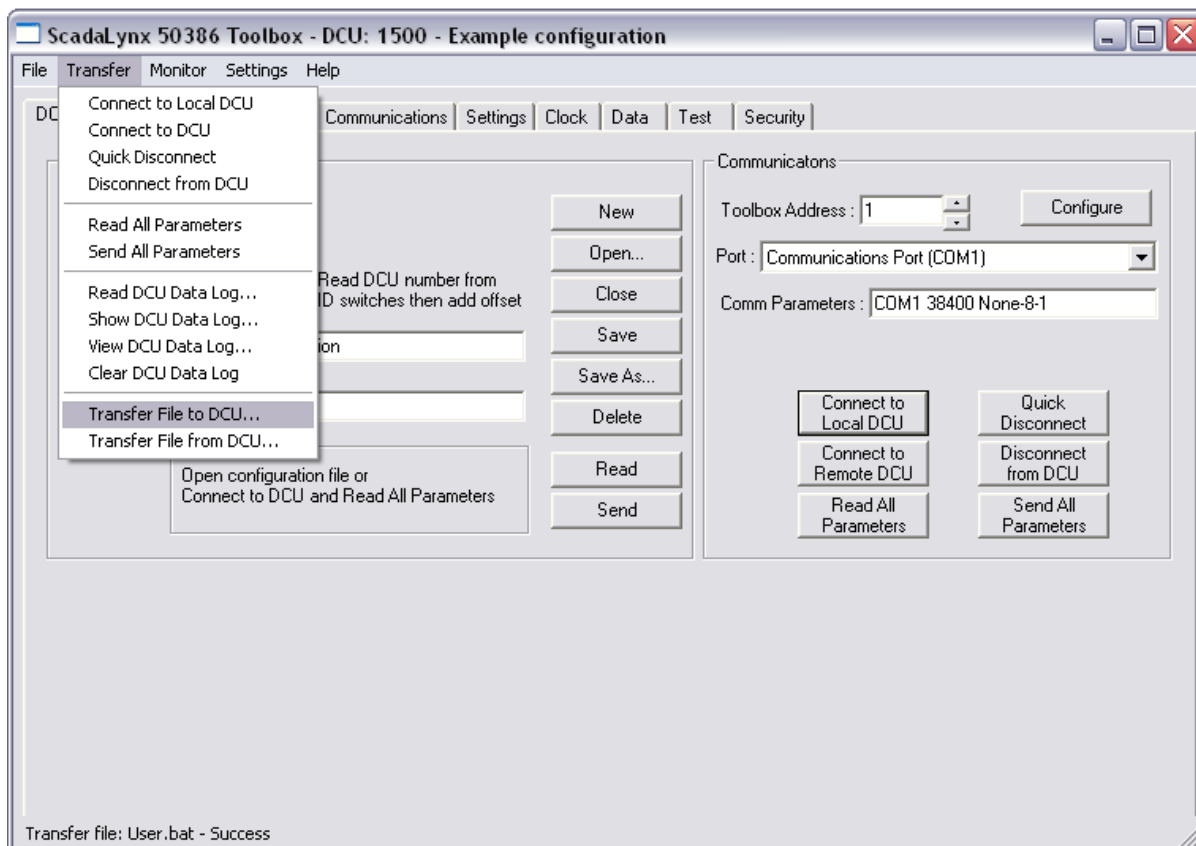 ScadaLynx 50386 Toolbox - DCU: 1500 - Example configuration
File Transfer Monitor Settings Help
Connect to Local DCU
Connect to DCU
Quick Disconnect
Disconnect from DCU
Read All Parameters
Send All Parameters
Read DCU Data Log...
Show DCU Data Log...
View DCU Data Log...
Clear DCU Data Log
Transfer File to DCU...
Transfer File from DCU...
DC Communications Settings Clock Data Test Security
Read DCU number from
ID switches then add offset
ion
Open configuration file or
Connect to DCU and Read All Parameters
New
Open...
Close
Save
Save As...
Delete
Read
Send
Communicatons
Toolbox Address : 1
Configure
Port : Communications Port (COM1)
Comm Parameters : COM1 38400 None-8-1
Connect to
Local DCU
Quick
Disconnect
Connect to
Remote DCU
Disconnect
from DCU
Read All
Parameters
Send All
Parameters
Transfer file: User.bat - Success